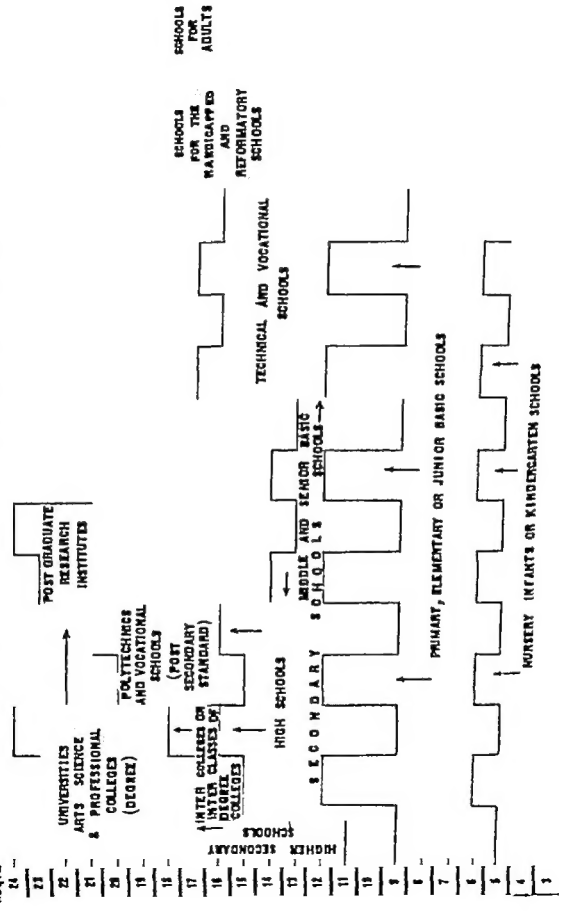 24
23
22
21
20
19
18
17
16
15
14
13
12
11
10
9
8
7
6
5
4
3
UNIVERSITIES
ARTS SCIENCE
& PROFESSIONAL
COLLEGES
(DEGREE)
POST GRADUATE
RESEARCH
INSTITUTES
POLYTECHNICS
AND VOCATIONAL
SCHOOLS
(POST
SECONDARY
STANDARD)
INTER COLLEGES OR
INTER CLASSES OF
DEGREE
COLLEGES
HIGHER SECONDARY
SCHOOLS
HIGH SCHOOLS
MIDDLE AND SENIOR BASIC
SCHOOLS
SECONDARY SCHOOLS
TECHNICAL AND VOCATIONAL
SCHOOLS
SCHOOLS
FOR THE
HANDICAPPED
AND
REFORMATORY
SCHOOLS
SCHOOLS
FOR
ADULTS
PRIMARY, ELEMENTARY OR JUNIOR BASIC SCHOOLS
NURSERY INFANTS OR KINDERGARTEN SCHOOLS